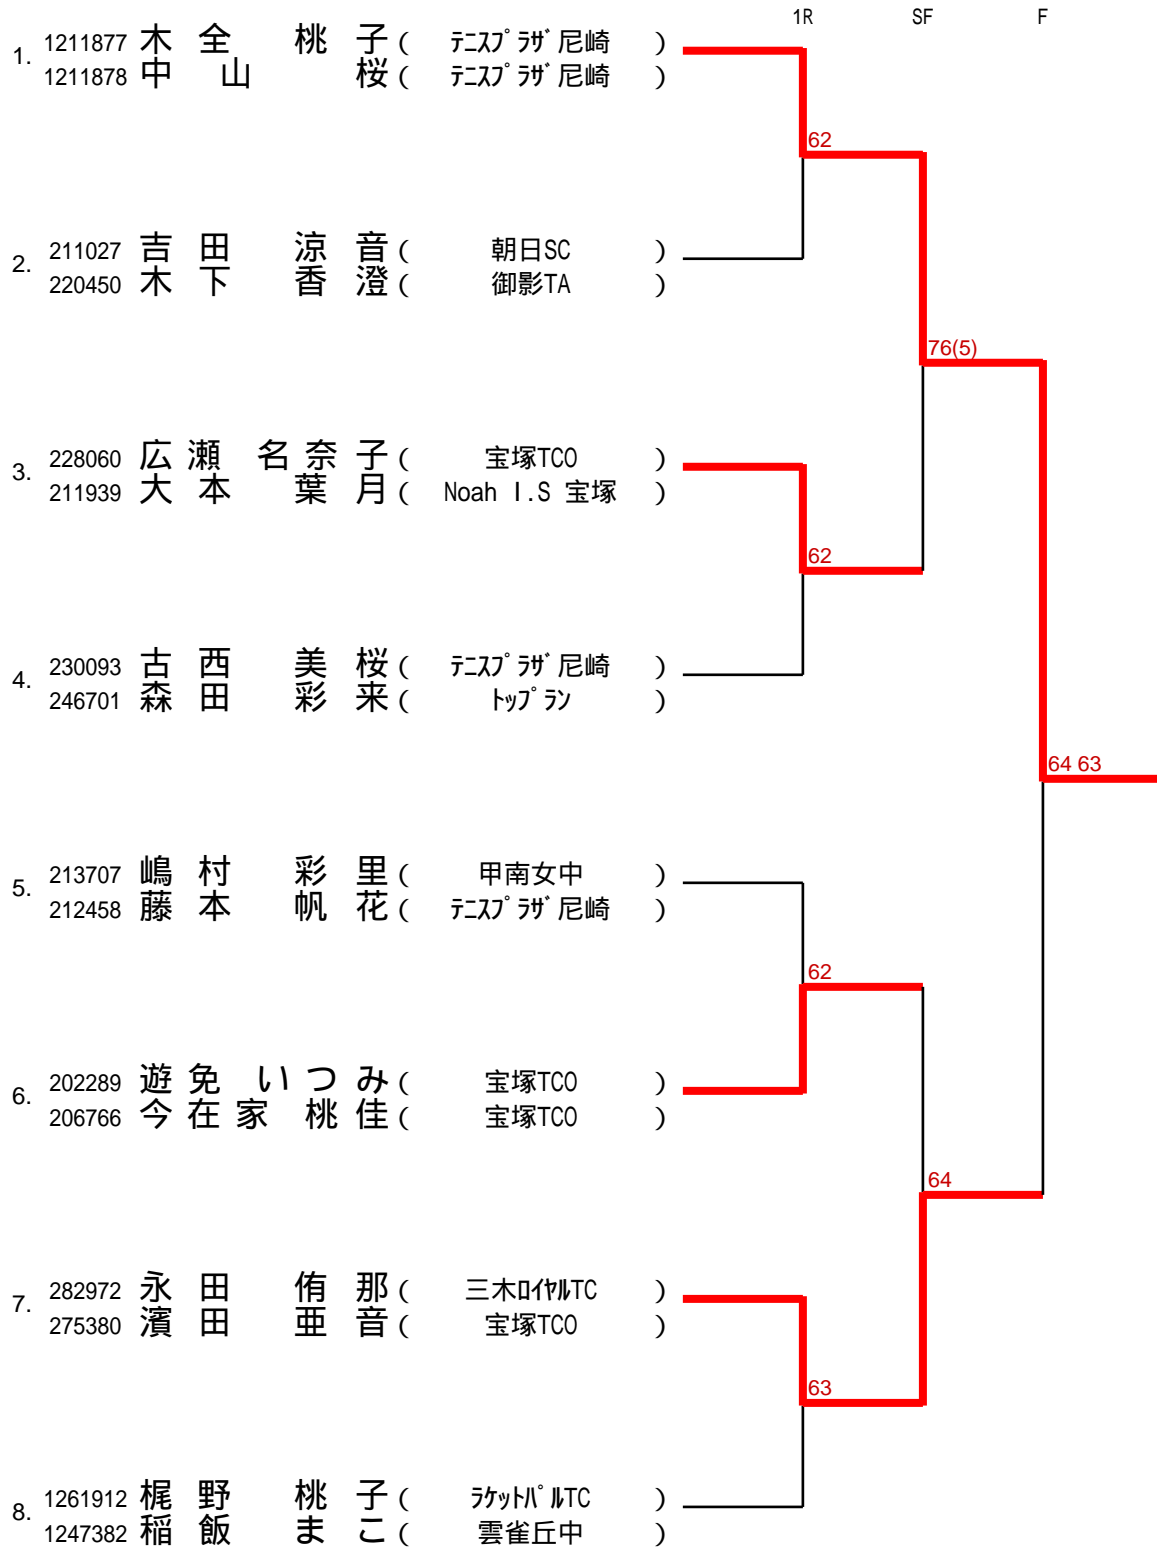 1R SF F
1. 1211877 木全 桃子 ( テニスプラザ尼崎 )
1211878 中山 桜 ( テニスプラザ尼崎 )
62
2. 211027 吉田 涼音 ( 朝日SC )
220450 木下 香澄 ( 御影TA )
76(5)
3. 228060 広瀬 名奈子 ( 宝塚TCO )
211939 大本 葉月 ( Noah I.S 宝塚 )
62
4. 230093 古西 美桜 ( テニスプラザ尼崎 )
246701 森田 彩来 ( トップラン )
64 63
5. 213707 嶋村 彩里 ( 甲南女中 )
212458 藤本 帆花 ( テニスプラザ尼崎 )
62
6. 202289 遊免 いつみ ( 宝塚TCO )
206766 今在家 桃佳 ( 宝塚TCO )
64
7. 282972 永田 侑那 ( 三木ロイヤルTC )
275380 濱田 亜音 ( 宝塚TCO )
63
8. 1261912 梶野 桃子 ( ラケットパルTC )
1247382 稲飯 まこ ( 雲雀丘中 )